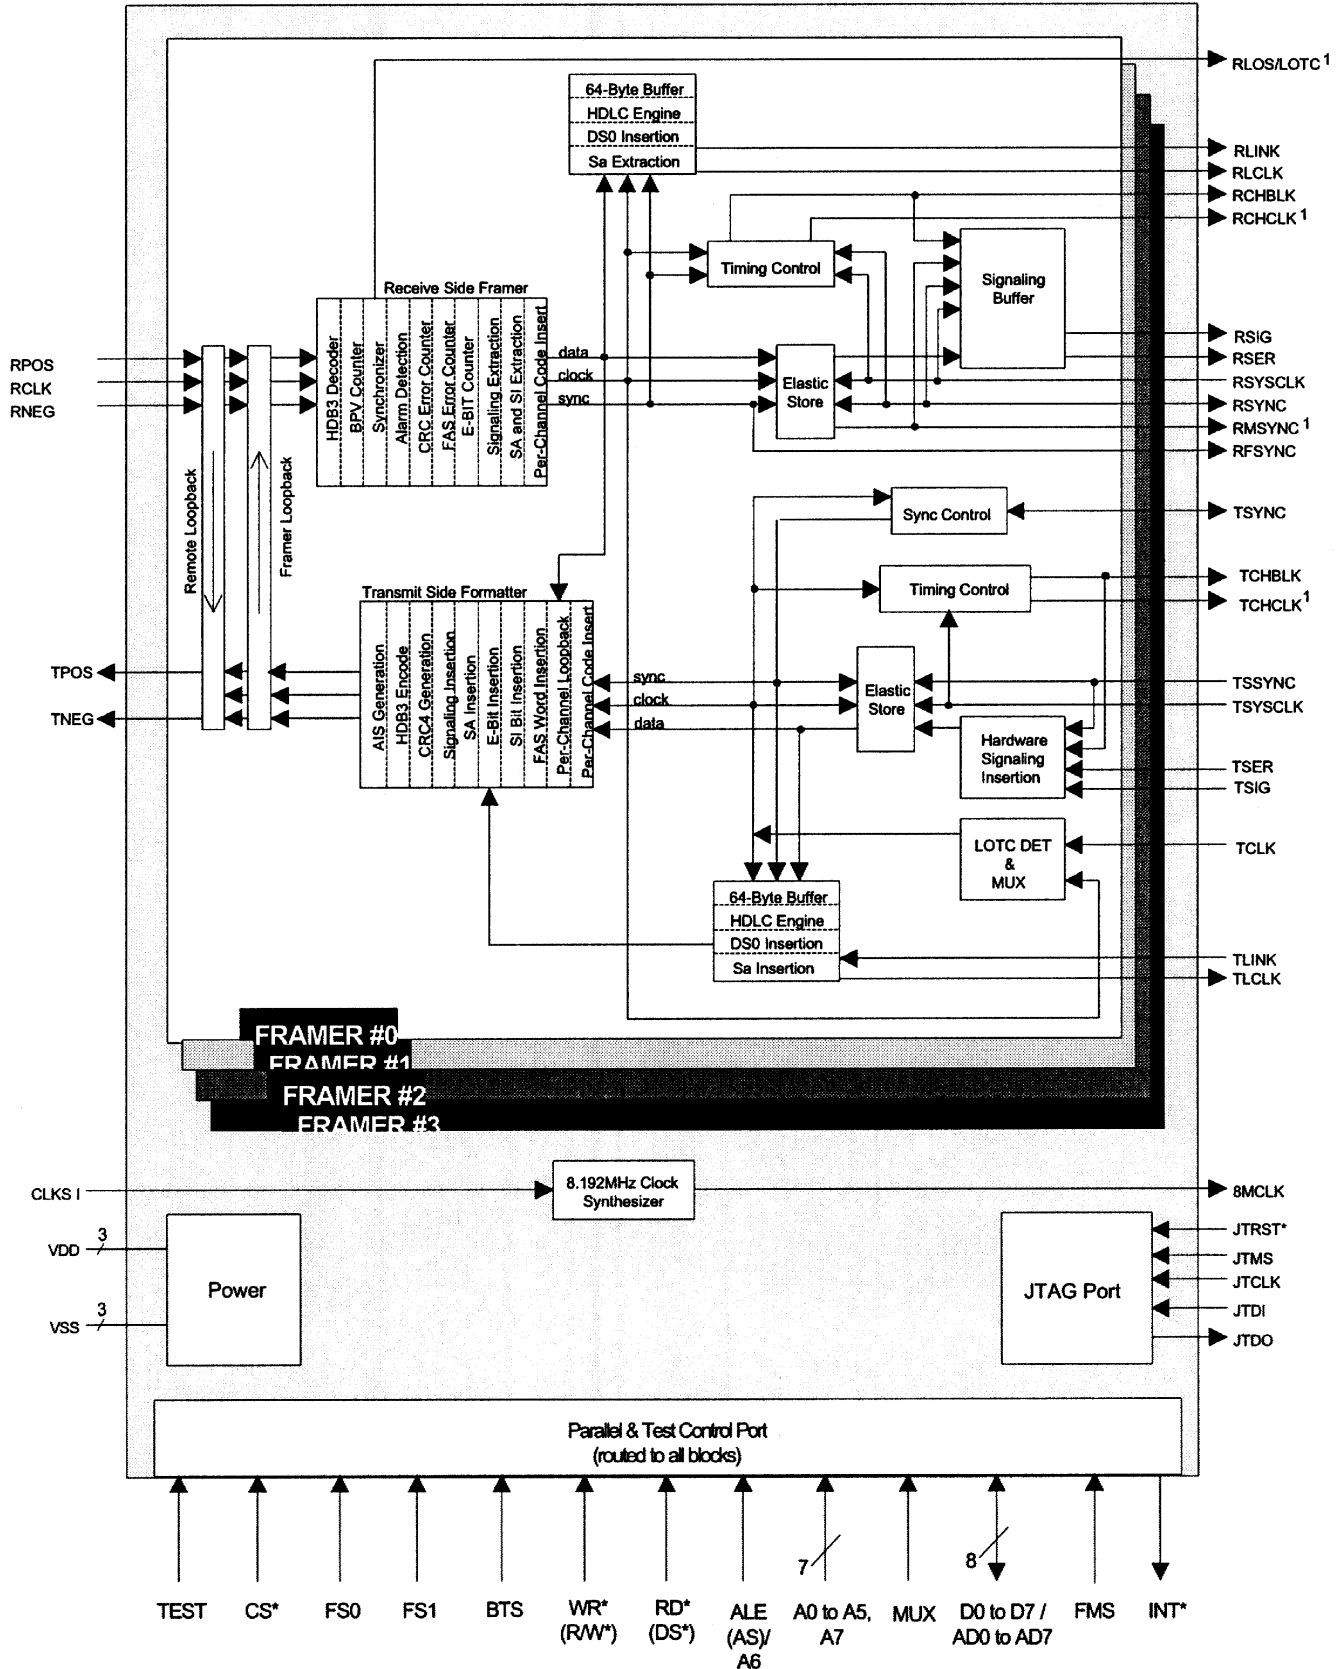 RLOS/LOTC 1
64-Byte Buffer
HDLC Engine
DS0 Insertion
Sa Extraction
RLINK
RLCLK
RCHBLK
RCHCLK 1
Timing Control
Signaling
Buffer
Receive Side Framer
HDB3 Decoder
BPV Counter
Synchronizer
Alarm Detection
CRC Error Counter
FAS Error Counter
E-BIT Counter
Signaling Extraction
SA and SI Extraction
Per-Channel Code Insert
RPOS
RCLK
RNEG
data
clock
sync
Elastic
Store
RSIG
RSER
RSYSCLK
RSYNC
RMSYNC 1
RFSYNC
Remote Loopback
Framer Loopback
Sync Control
TSYNC
Timing Control
TCHBLK
TCHCLK 1
Transmit Side Formatter
AIS Generation
HDB3 Encode
CRC4 Generation
Signaling Insertion
SA Insertion
E-Bit Insertion
SI Bit Insertion
FAS Word Insertion
Per-Channel Loopback
Per-Channel Code Insert
TPOS
TNEG
sync
clock
data
Elastic
Store
TSSYNC
TSYSCLK
Hardware
Signaling
Insertion
TSER
TSIG
LOTC DET
&
MUX
TCLK
64-Byte Buffer
HDLC Engine
DS0 Insertion
Sa Insertion
TLINK
TLCLK
FRAMER #0
FRAMER #1
FRAMER #2
FRAMER #3
CLKS I
8.192MHz Clock
Synthesizer
8MCLK
VDD
3
VSS
3
Power
JTAG Port
JTRST*
JTMS
JTCLK
JTDI
JTDO
Parallel & Test Control Port
(routed to all blocks)
7
8
TEST
CS*
FS0
FS1
BTS
WR*
(R/W*)
RD*
(DS*)
ALE
(AS)/
A6
A0 to A5,
A7
MUX
D0 to D7 /
AD0 to AD7
FMS
INT*